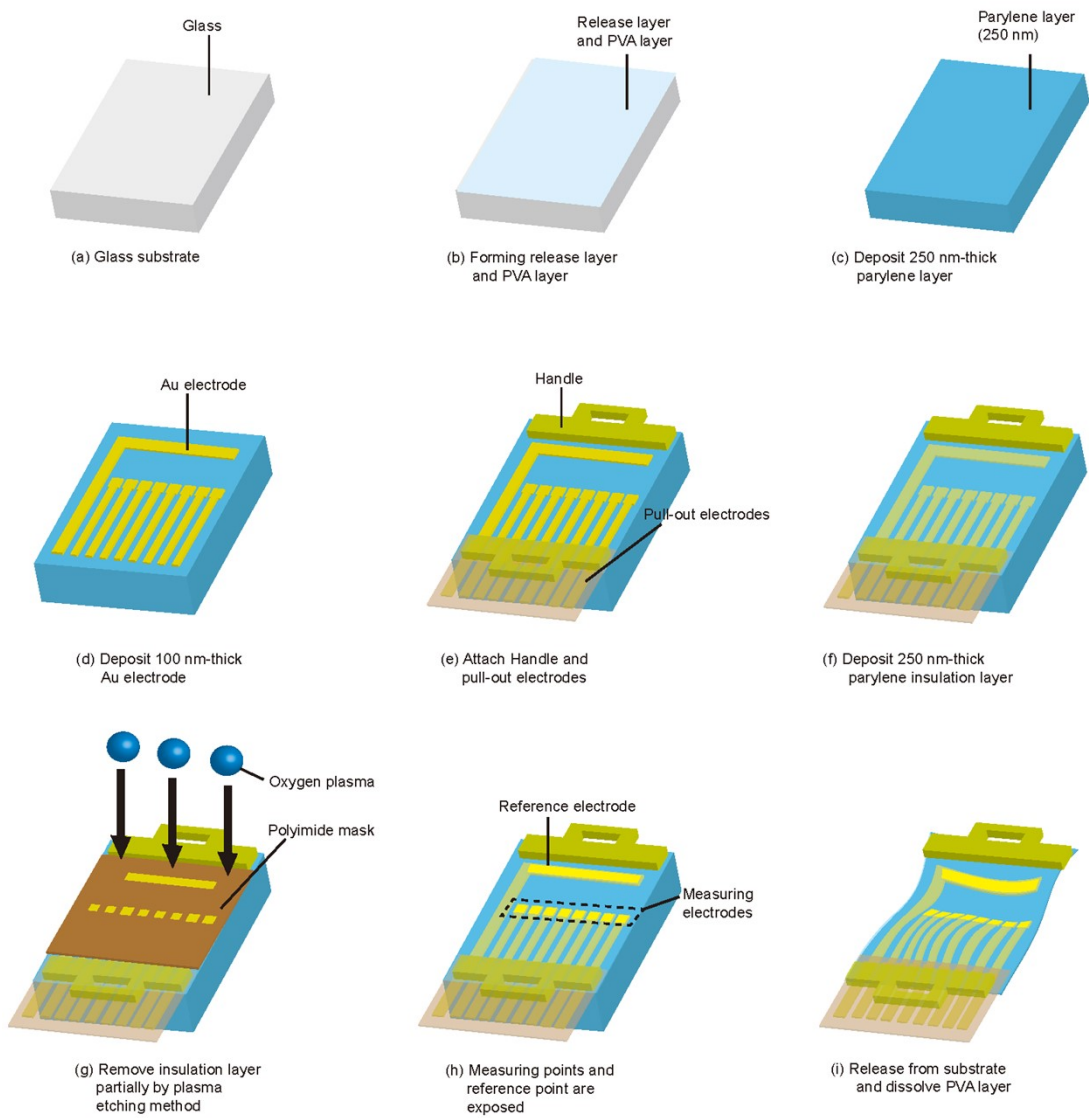 Glass
(a) Glass substrate
Release layer
and PVA layer
(b) Forming release layer
and PVA layer
Parylene layer
(250 nm)
(c) Deposit 250 nm-thick
parylene layer
Au electrode
(d) Deposit 100 nm-thick
Au electrode
Handle
Pull-out electrodes
(e) Attach Handle and
pull-out electrodes
(f) Deposit 250 nm-thick
parylene insulation layer
Oxygen plasma
Polyimide mask
(g) Remove insulation layer
partially by plasma
etching method
Reference electrode
Measuring
electrodes
(h) Measuring points and
reference point are
exposed
(i) Release from substrate
and dissolve PVA layer